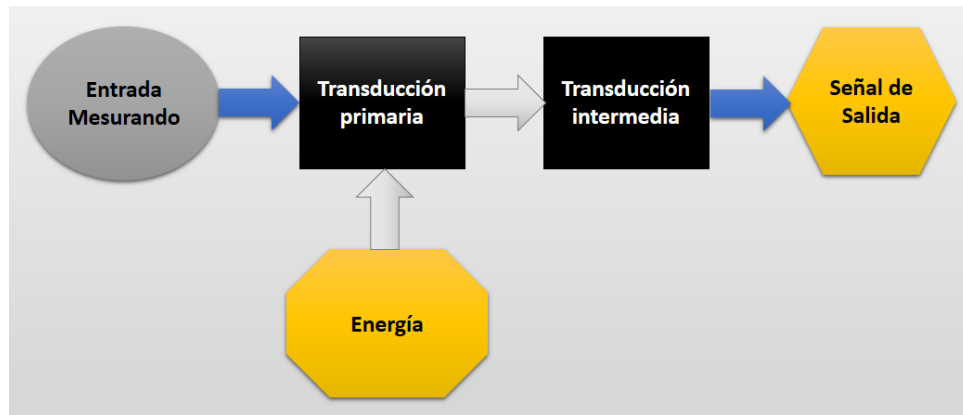 Entrada
Mesurando
Transducción
primaria
Transducción
intermedia
Señal de
Salida
Energía